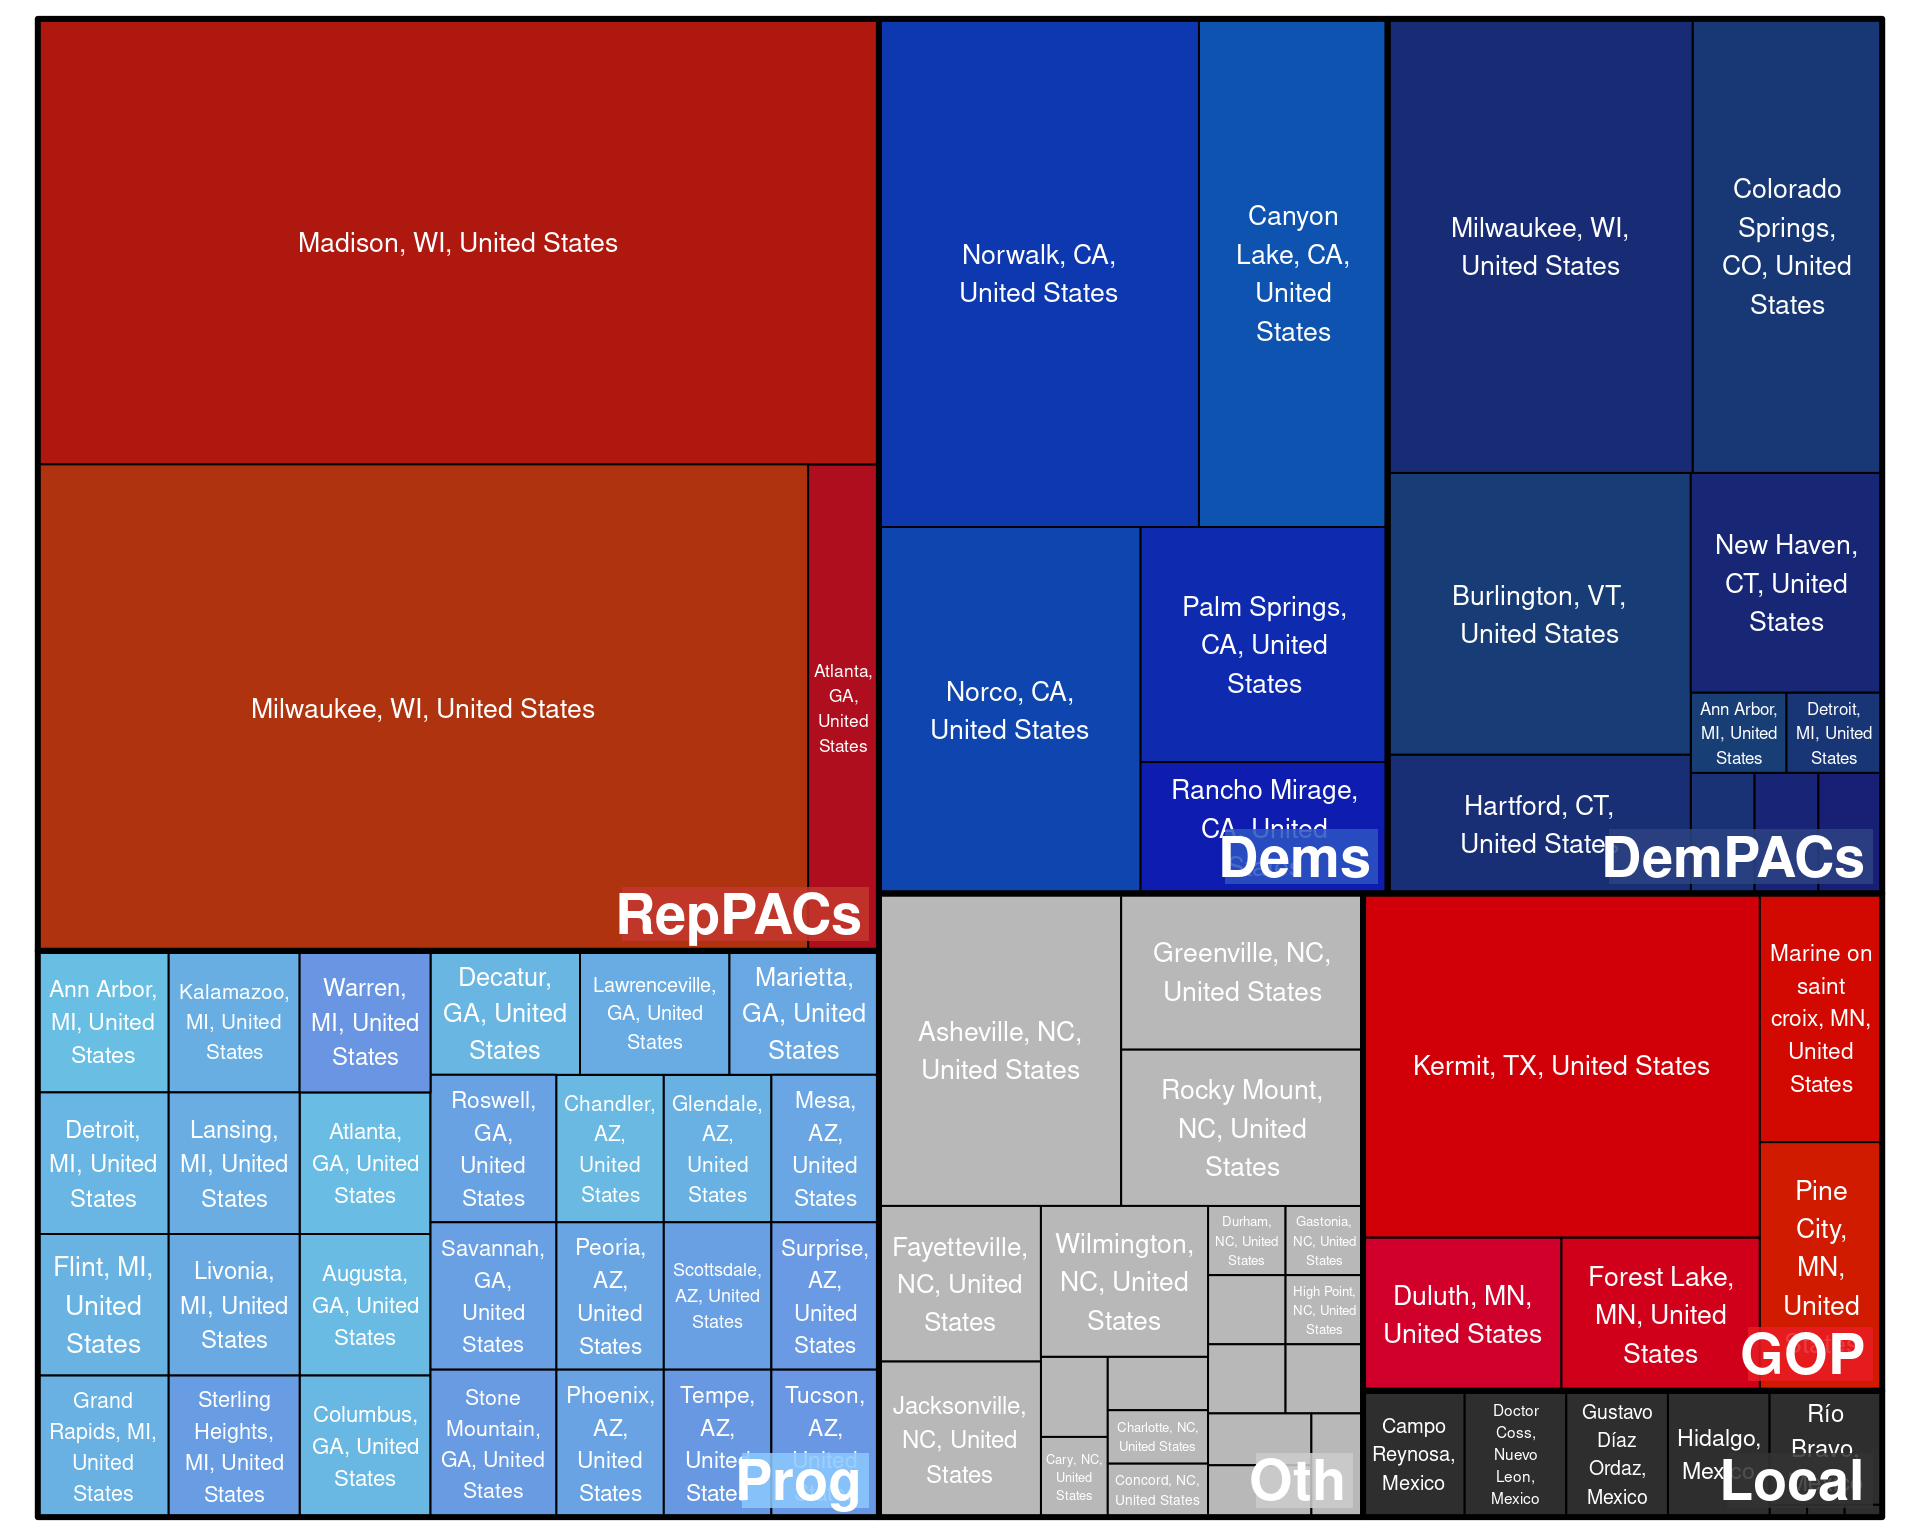 Madison, WI, United States
Milwaukee, WI, United States
Atlanta,
GA,
United
States
RepPACs
Norwalk, CA,
United States
Canyon
Lake, CA,
United
States
Norco, CA,
United States
Palm Springs,
CA, United
States
Rancho Mirage,
CA, United
Dems
Milwaukee, WI,
United States
Colorado
Springs,
CO, United
States
Burlington, VT,
United States
New Haven,
CT, United
States
Ann Arbor,
MI, United
States
Detroit,
MI, United
States
Hartford, CT,
United States
DemPACs
Ann Arbor,
MI, United
States
Kalamazoo,
MI, United
States
Warren,
MI, United
States
Decatur,
GA, United
States
Lawrenceville,
GA, United
States
Marietta,
GA, United
States
Detroit,
MI, United
States
Lansing,
MI, United
States
Atlanta,
GA, United
States
Roswell,
GA,
United
States
Chandler,
AZ,
United
States
Glendale,
AZ,
United
States
Mesa,
AZ,
United
States
Flint, MI,
United
States
Livonia,
MI, United
States
Augusta,
GA, United
States
Savannah,
GA,
United
States
Peoria,
AZ,
United
States
Scottsdale,
AZ, United
States
Surprise,
AZ,
United
States
Grand
Rapids, MI,
United
States
Sterling
Heights,
MI, United
States
Columbus,
GA, United
States
Stone
Mountain,
GA, United
States
Phoenix,
AZ,
United
States
Tempe,
AZ,
United
States
Tucson,
AZ,
United
Prog
Asheville, NC,
United States
Greenville, NC,
United States
Rocky Mount,
NC, United
States
Fayetteville,
NC, United
States
Wilmington,
NC, United
States
Durham,
NC, United
States
Gastonia,
NC, United
States
High Point,
NC, United
States
Jacksonville,
NC, United
States
Charlotte, NC,
United States
Cary, NC,
United
States
Concord, NC,
United States
Oth
Kermit, TX, United States
Marine on
saint
croix, MN,
United
States
Duluth, MN,
United States
Forest Lake,
MN, United
States
Pine
City,
MN,
United
States
GOP
Campo
Reynosa,
Mexico
Doctor
Coss,
Nuevo
Leon,
Mexico
Gustavo
Díaz
Ordaz,
Mexico
Hidalgo,
Mexico
Río
Bravo,
Local